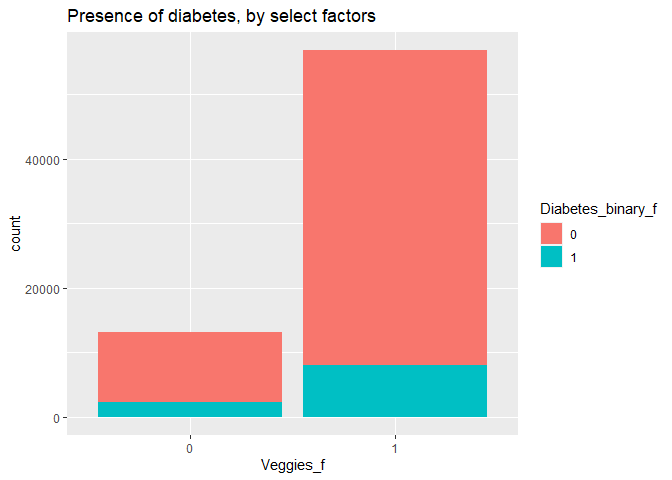 Presence of diabetes, by select factors
count
40000
20000
0
0
1
Veggies_f
Diabetes_binary_f
0
1